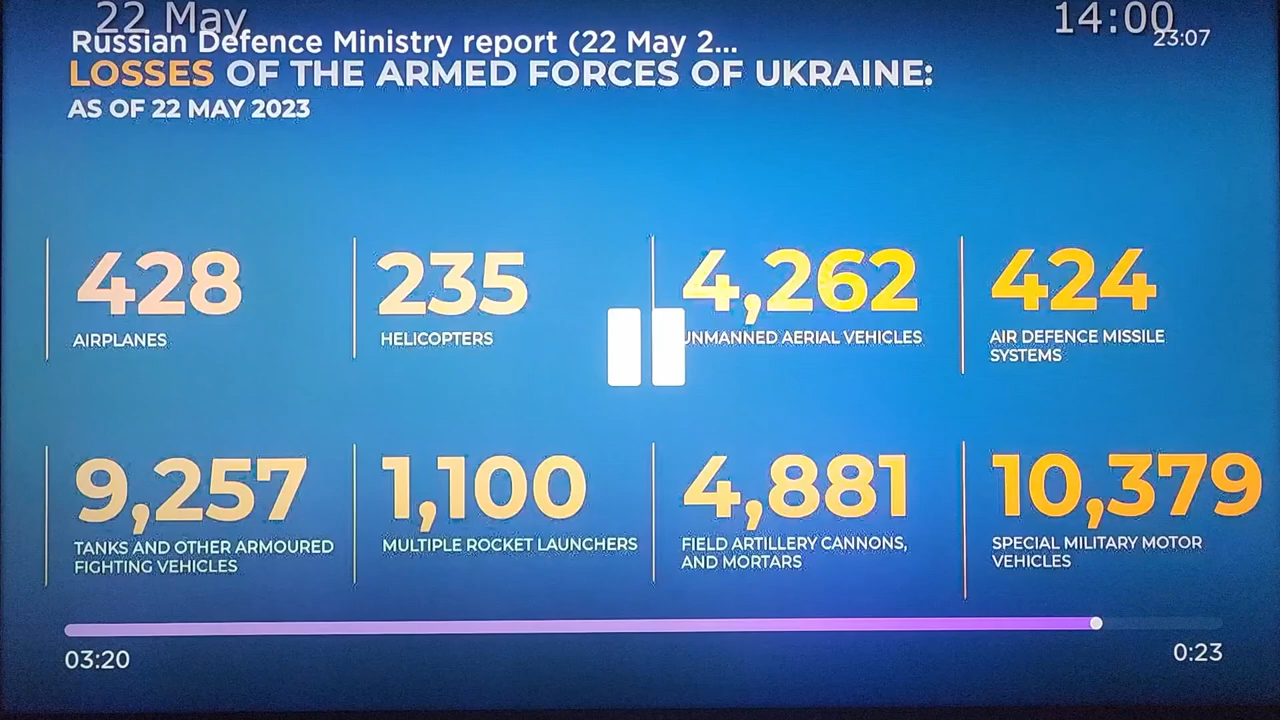 22 May 14:00
Russian Defence Ministry report (22 May 2... 23:07
LOSSES OF THE ARMED FORCES OF UKRAINE:
AS OF 22 MAY 2023
428 235 4,262 424
AIRPLANES HELICOPTERS UNMANNED AERIAL VEHICLES AIR DEFENCE MISSILE
SYSTEMS
9,257 1,100 4,881 10,379
TANKS AND OTHER ARMOURED MULTIPLE ROCKET LAUNCHERS FIELD ARTILLERY CANNONS, SPECIAL MILITARY MOTOR
FIGHTING VEHICLES AND MORTARS VEHICLES
03:20 0:23